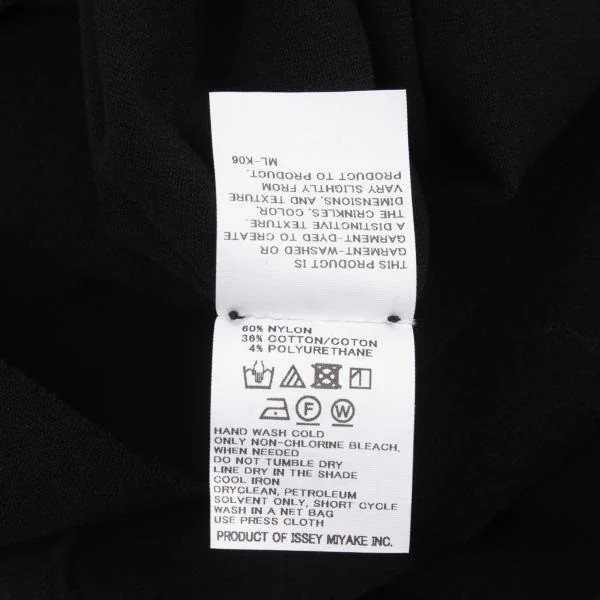 THIS PRODUCT IS
GARMENT-WASHED OR
GARMENT-DYED TO CREATE
A DISTINCTIVE TEXTURE.
THE CRINKLES, COLOR,
DIMENSIONS, AND TEXTURE
VARY SLIGHTLY FROM
PRODUCT TO PRODUCT.
ML-K06
60% NYLON
36% COTTON/COTON
4% POLYURETHANE
F W
HAND WASH COLD
ONLY NON-CHLORINE BLEACH,
WHEN NEEDED
DO NOT TUMBLE DRY
LINE DRY IN THE SHADE
COOL IRON
DRYCLEAN, PETROLEUM
SOLVENT ONLY, SHORT CYCLE
WASH IN A NET BAG
USE PRESS CLOTH
PRODUCT OF ISSEY MIYAKE INC.